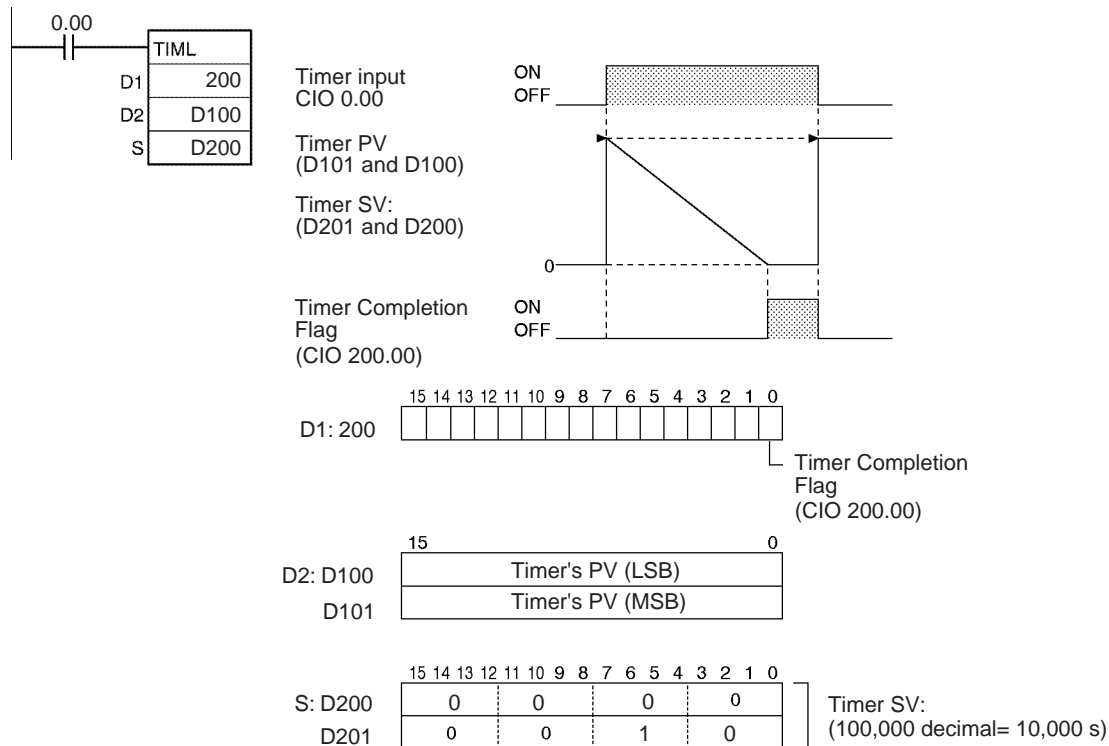 0.00
TIML
D1 200
D2 D100
S D200
Timer input
CIO 0.00
ON
OFF
Timer PV
(D101 and D100)
Timer SV:
(D201 and D200)
0
Timer Completion
Flag
(CIO 200.00)
ON
OFF
15 14 13 12 11 10 9 8 7 6 5 4 3 2 1 0
D1: 200
Timer Completion
Flag
(CIO 200.00)
15 0
D2: D100 Timer's PV (LSB)
D101 Timer's PV (MSB)
15 14 13 12 11 10 9 8 7 6 5 4 3 2 1 0
S: D200 0 0 0 0
D201 0 0 1 0
Timer SV:
(100,000 decimal= 10,000 s)